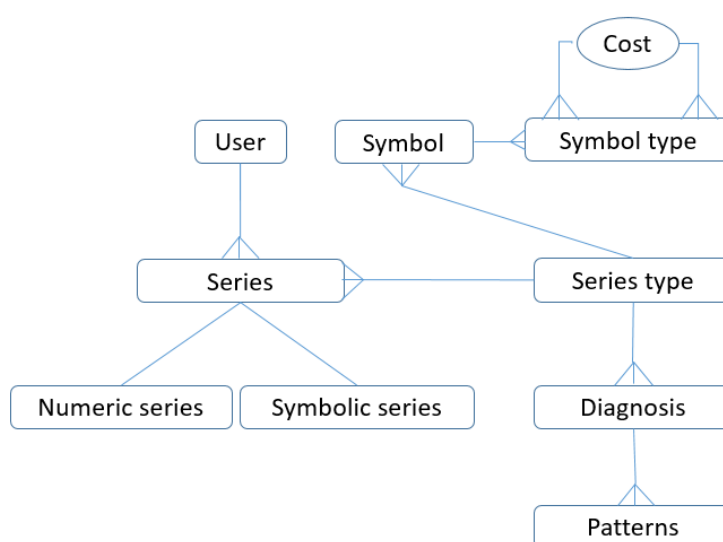 Cost
User
Symbol
Symbol type
Series
Series type
Numeric series
Symbolic series
Diagnosis
Patterns